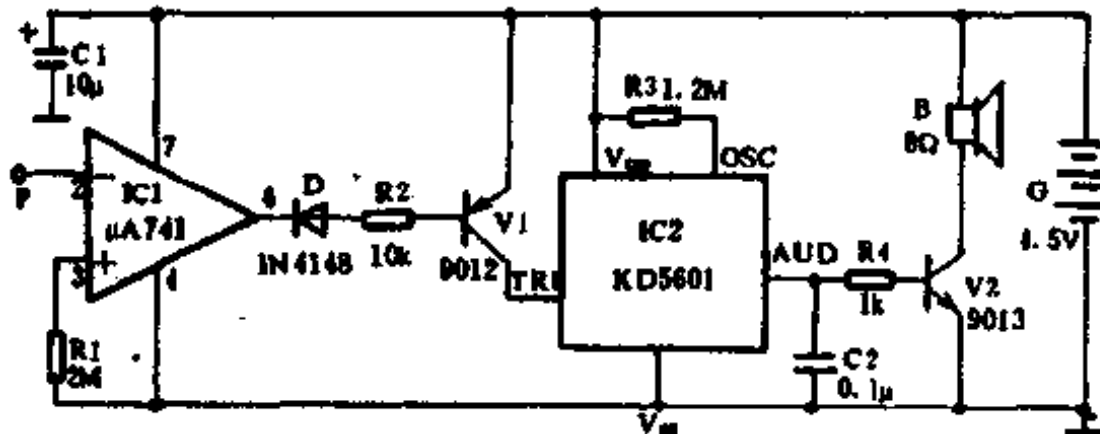 +
C1
10μ
7
2
P
IC1
μA741
6
D
1N4148
R2
10k
V1
9012
3
4
R1
2M
R3 1.2M
OSC
IC2
KD5601
AUD
R4
1k
C2
0.1μ
V2
9013
B
8Ω
G
4.5V